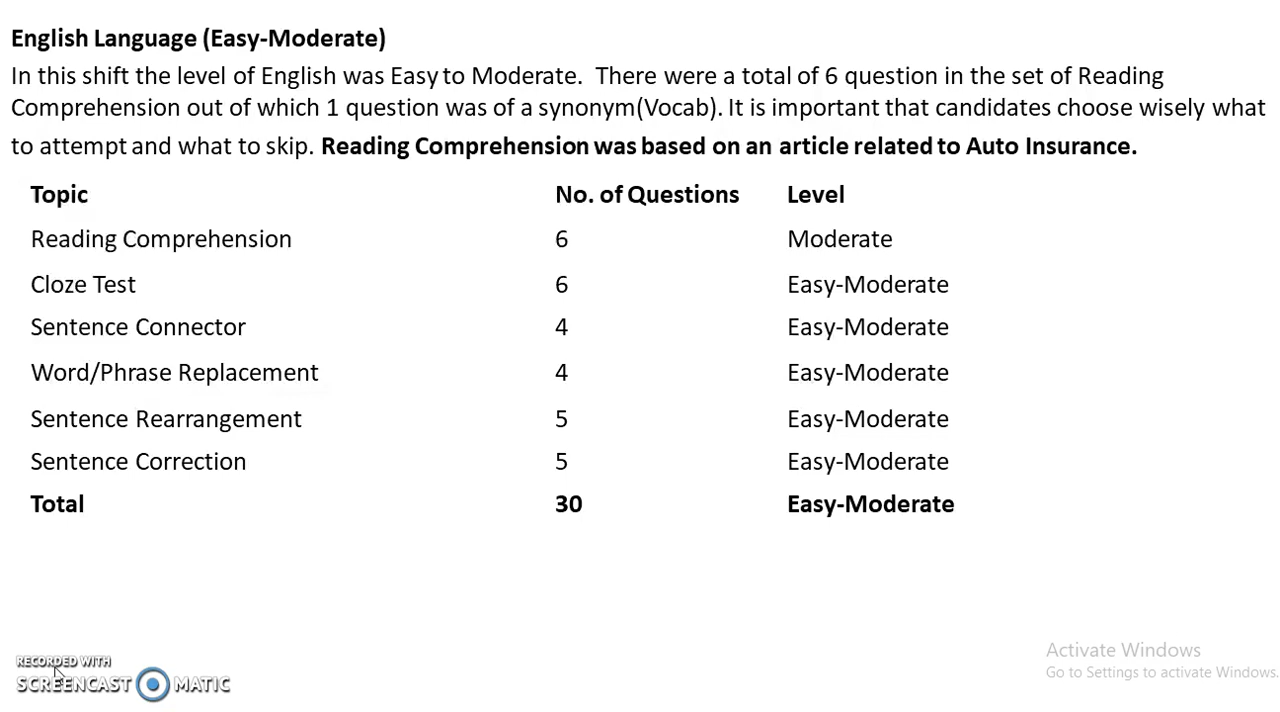 English Language (Easy-Moderate)
In this shift the level of English was Easy to Moderate. There were a total of 6 question in the set of Reading
Comprehension out of which 1 question was of a synonym(Vocab). It is important that candidates choose wisely what
to attempt and what to skip. Reading Comprehension was based on an article related to Auto Insurance.
Topic No. of Questions Level
Reading Comprehension 6 Moderate
Cloze Test 6 Easy-Moderate
Sentence Connector 4 Easy-Moderate
Word/Phrase Replacement 4 Easy-Moderate
Sentence Rearrangement 5 Easy-Moderate
Sentence Correction 5 Easy-Moderate
Total 30 Easy-Moderate
Activate Windows
Go to Settings to activate Windows.
RECORDED WITH
SCREENCAST MATIC